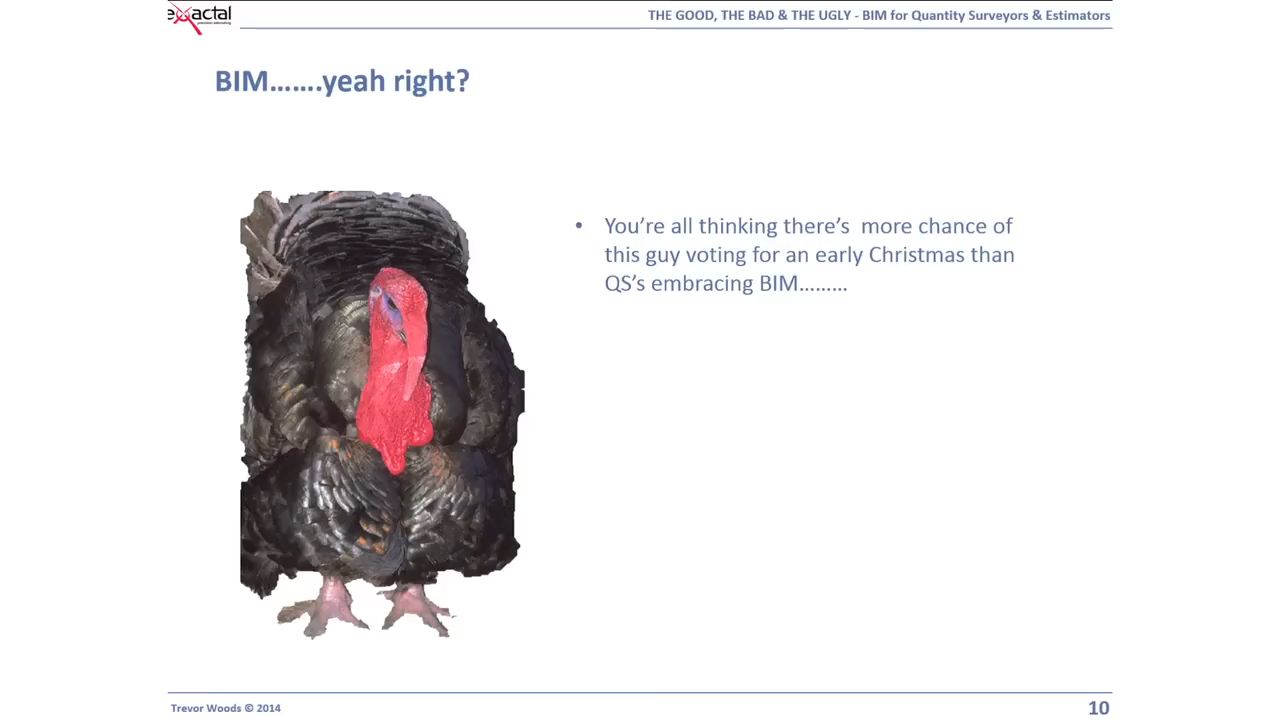 exactal
THE GOOD, THE BAD & THE UGLY - BIM for Quantity Surveyors & Estimators
BIM…….yeah right?
• You’re all thinking there’s  more chance of
this guy voting for an early Christmas than
QS’s embracing BIM………
Trevor Woods © 2014
10